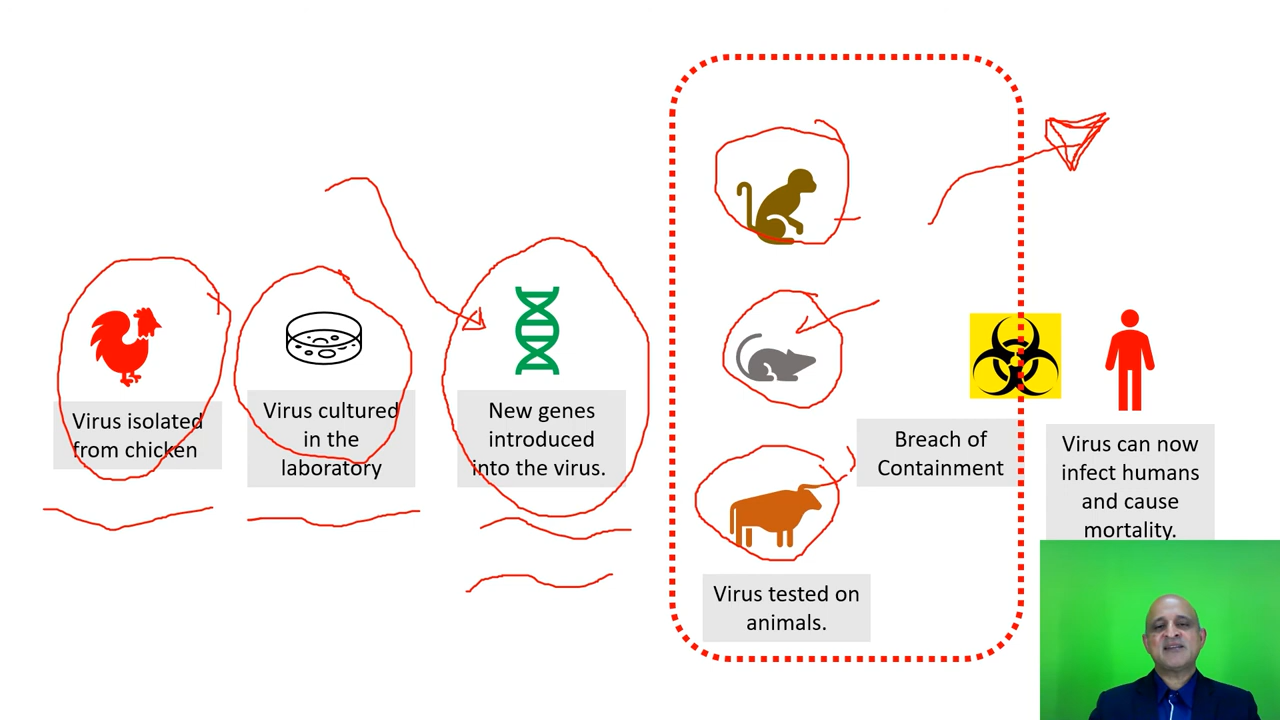 Virus isolated
from chicken
Virus cultured
in the
laboratory
New genes
introduced
into the virus.
Virus tested on
animals.
Breach of
Containment
Virus can now
infect humans
and cause
mortality.